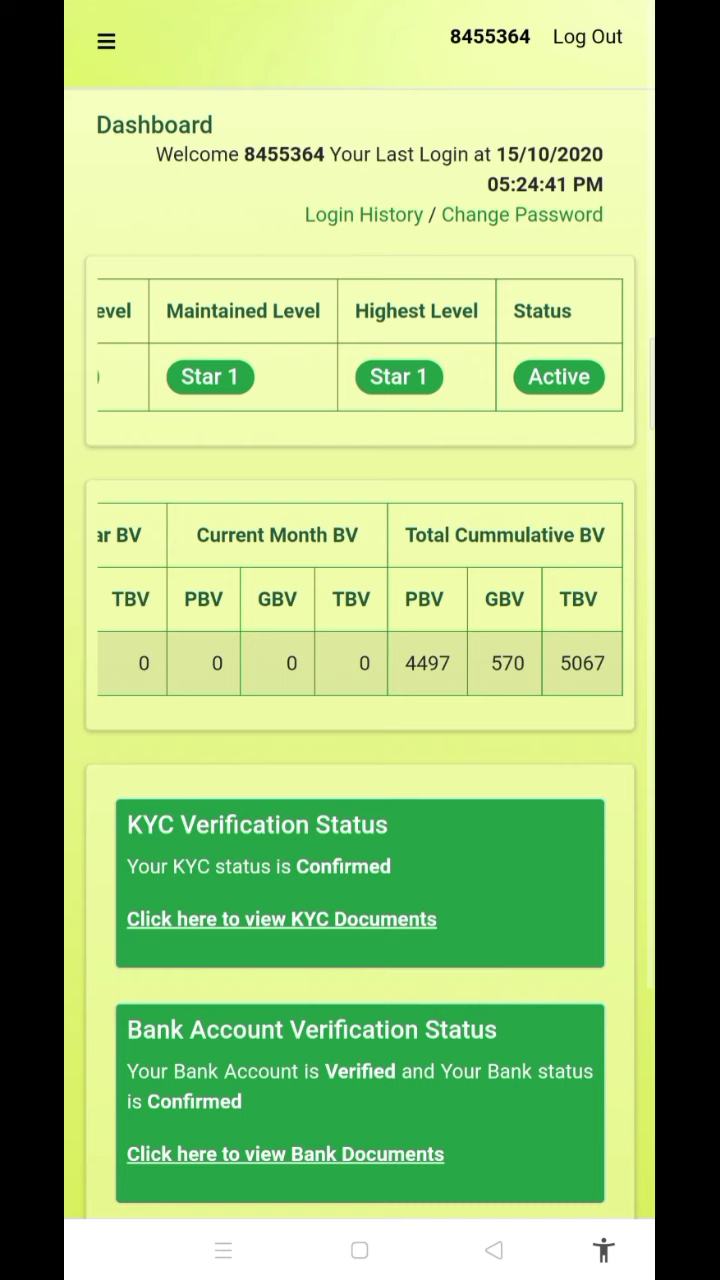 8455364 Log Out
Dashboard
Welcome 8455364 Your Last Login at 15/10/2020
05:24:41 PM
Login History / Change Password
evel Maintained Level Highest Level Status
Star 1 Star 1 Active
ar BV Current Month BV Total Cummulative BV
TBV PBV GBV TBV PBV GBV TBV
0 0 0 0 4497 570 5067
KYC Verification Status
Your KYC status is Confirmed
Click here to view KYC Documents
Bank Account Verification Status
Your Bank Account is Verified and Your Bank status
is Confirmed
Click here to view Bank Documents